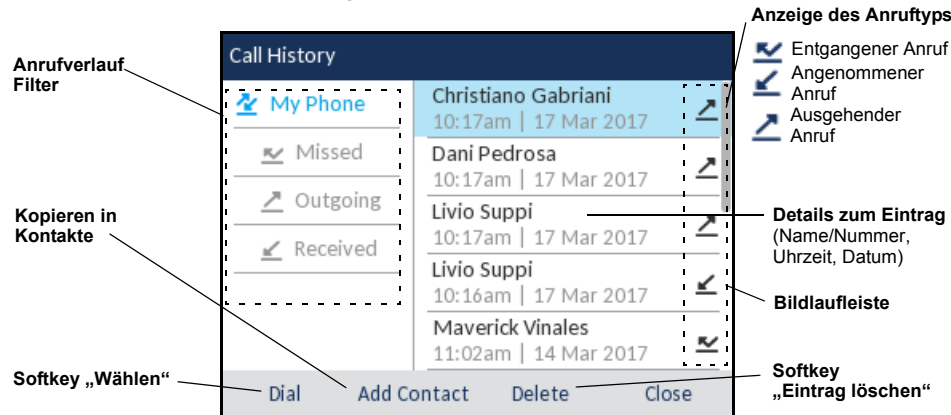 Anzeige des Anruftyps
Entgangener Anruf
Angenommener
Anruf
Ausgehender
Anruf
Anrufverlauf
Filter
Call History
My Phone
Missed
Outgoing
Received
Christiano Gabriani
10:17am | 17 Mar 2017
Dani Pedrosa
10:17am | 17 Mar 2017
Livio Suppi
10:17am | 17 Mar 2017
Livio Suppi
10:16am | 17 Mar 2017
Maverick Vinales
11:02am | 14 Mar 2017
Kopieren in
Kontakte
Details zum Eintrag
(Name/Nummer,
Uhrzeit, Datum)
Bildlaufleiste
Softkey „Wählen“
Dial Add Contact Delete Close
Softkey
„Eintrag löschen“